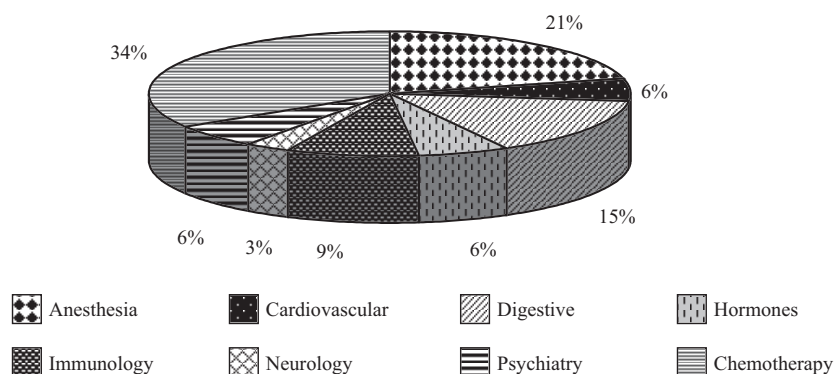 21%
34%
6%
15%
6%
3%
9%
6%
Anesthesia
Cardiovascular
Digestive
Hormones
Immunology
Neurology
Psychiatry
Chemotherapy